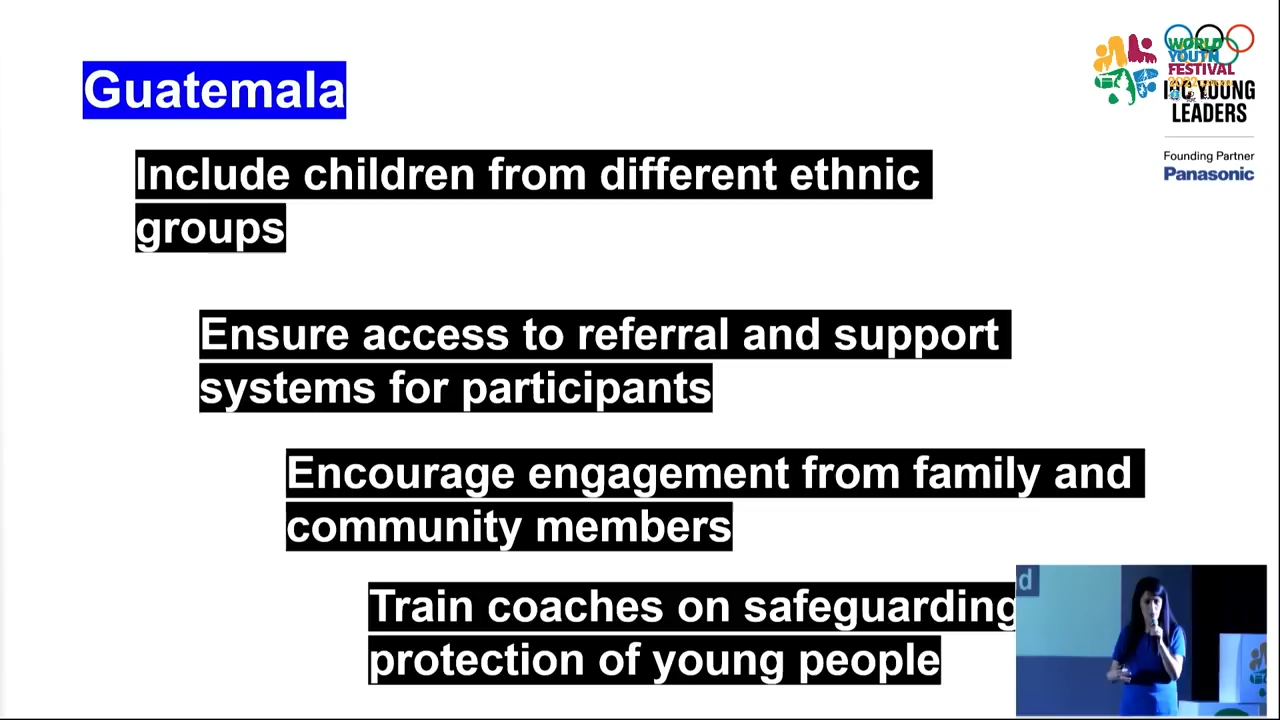 Guatemala
Include children from different ethnic
groups
Ensure access to referral and support
systems for participants
Encourage engagement from family and
community members
Train coaches on safeguarding
protection of young people
WORLD
YOUTH
FESTIVAL
YOUNG
LEADERS
Founding Partner
Panasonic
d